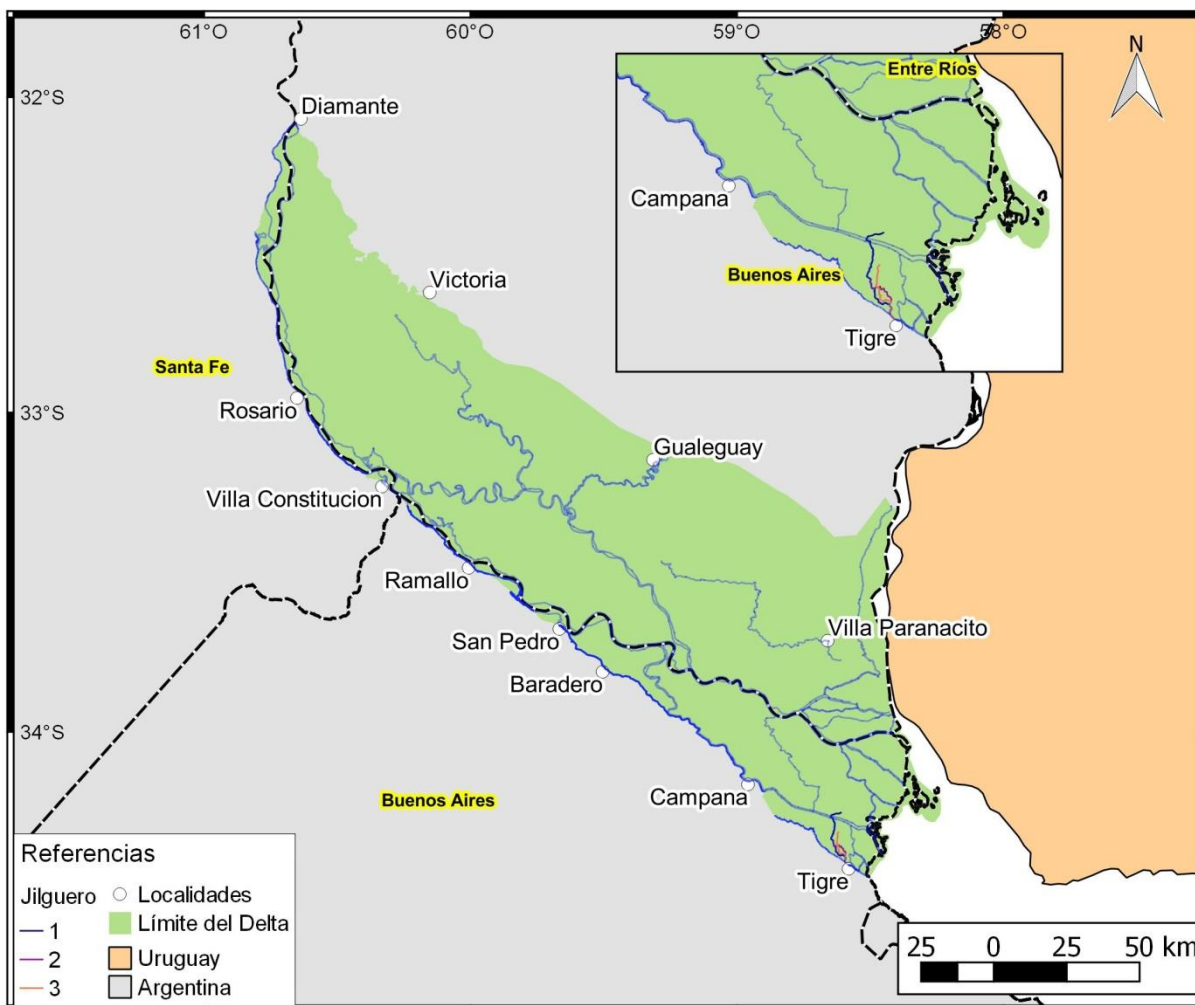 61°O
60°O
59°O
58°O
N
32°S
33°S
34°S
Entre Ríos
Campana
Buenos Aires
Tigre
Diamante
Victoria
Santa Fe
Rosario
Gualeguay
Villa Constitucion
Ramallo
San Pedro
Villa Paranacito
Baradero
Campana
Buenos Aires
Tigre
Referencias
Jilguero
1
2
3
Localidades
Límite del Delta
Uruguay
Argentina
25 0 25 50 km